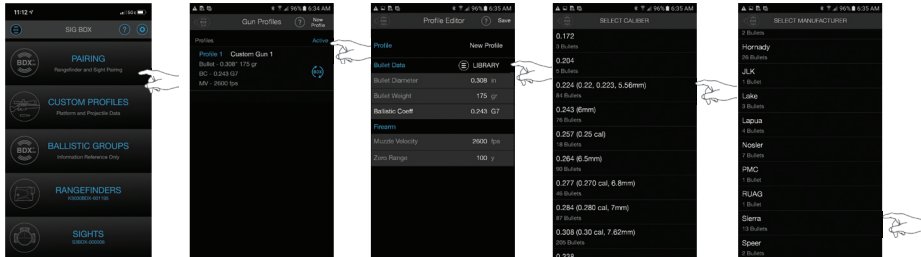 11:12
SIG BDX
PAIRING
Rangefinder and Sight Pairing
CUSTOM PROFILES
Platform and Projectile Data
BALLISTIC GROUPS
Information Reference Only
RANGEFINDERS
K3000BDX-001195
SIGHTS
S3BDX-000006
96% 6:34 AM
Gun Profiles
New Profile
Profiles Active
Profile 1 Custom Gun 1
Bullet - 0.308" 175 gr
BC - 0.243 G7
MV - 2600 fps
BDX
96% 6:35 AM
Profile Editor Save
Profile New Profile
Bullet Data LIBRARY
Bullet Diameter 0.308 in
Bullet Weight 175 gr
Ballistic Coeff 0.243 G7
Firearm
Muzzle Velocity 2600 fps
Zero Range 100 y
96% 6:35 AM
SELECT CALIBER
0.172
3 Bullets
0.204
5 Bullets
0.224 (0.22, 0.223, 5.56mm)
84 Bullets
0.243 (6mm)
76 Bullets
0.257 (0.25 cal)
18 Bullets
0.264 (6.5mm)
90 Bullets
0.277 (0.270 cal, 6.8mm)
46 Bullets
0.284 (0.280 cal, 7mm)
87 Bullets
0.308 (0.30 cal, 7.62mm)
205 Bullets
0.338
96% 6:35 AM
SELECT MANUFACTURER
2 Bullets
Hornady
26 Bullets
JLK
1 Bullet
Lake
3 Bullets
Lapua
4 Bullets
Nosler
7 Bullets
PMC
1 Bullet
RUAG
1 Bullet
Sierra
13 Bullets
Speer
2 Bullets